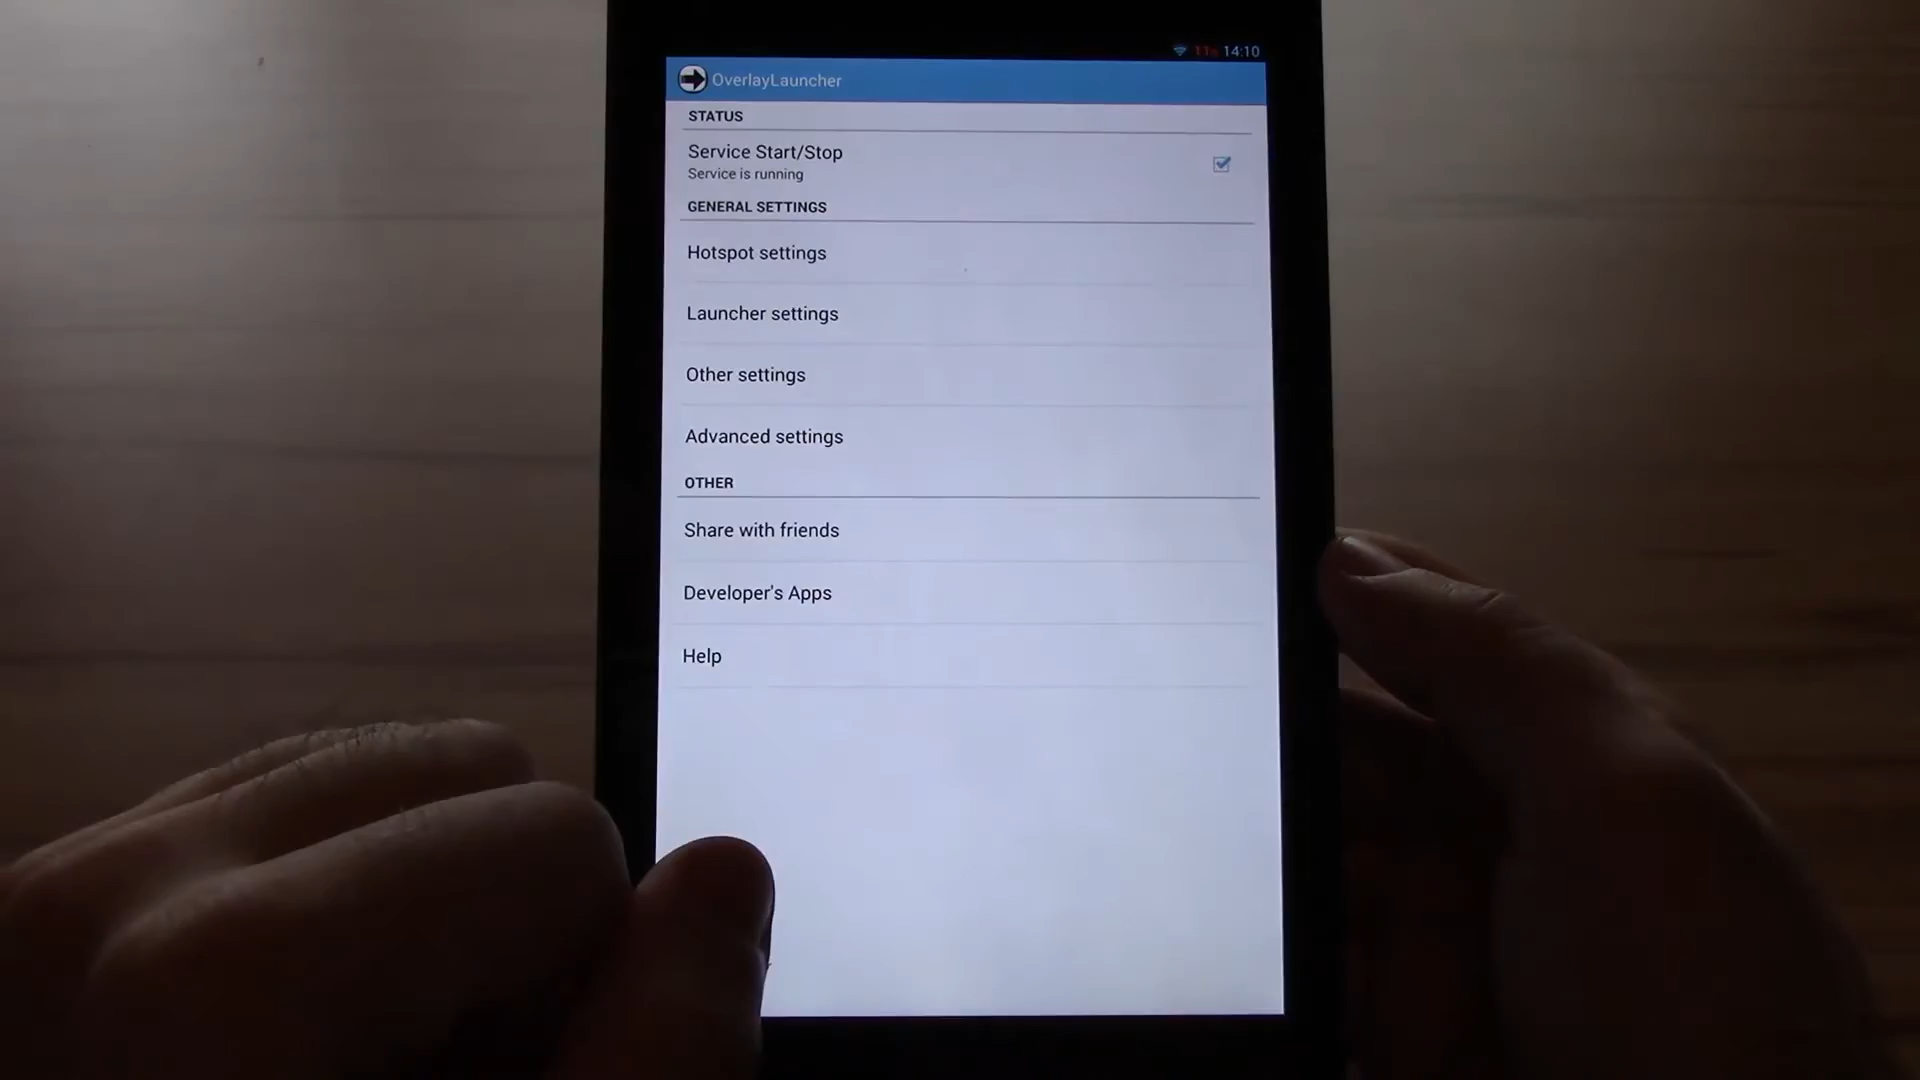 14:10
OverlayLauncher
STATUS
Service Start/Stop
Service is running
GENERAL SETTINGS
Hotspot settings
Launcher settings
Other settings
Advanced settings
OTHER
Share with friends
Developer's Apps
Help